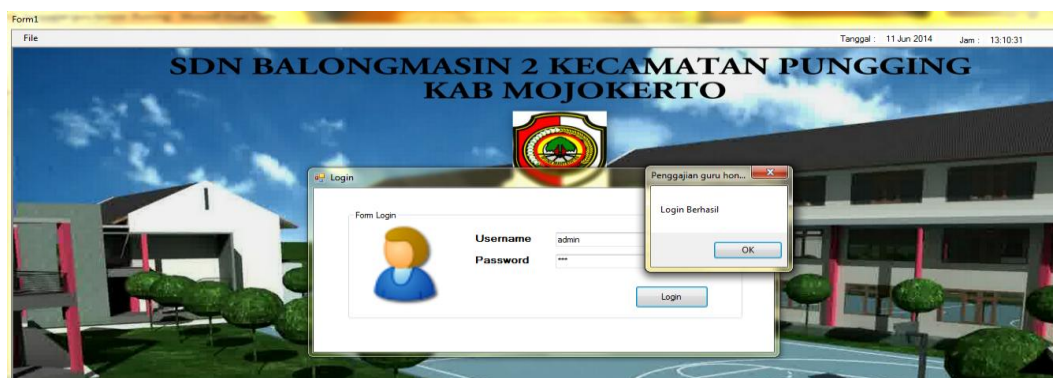 Form1
File
Tanggal : 11 Jun 2014 Jam : 13:10:31
SDN BALONGMASIN 2 KECAMATAN PUNGGING
KAB MOJOKERTO
Login
Penggajian guru hon...
Login Berhasil
OK
Form Login
Username admin
Password ***
Login